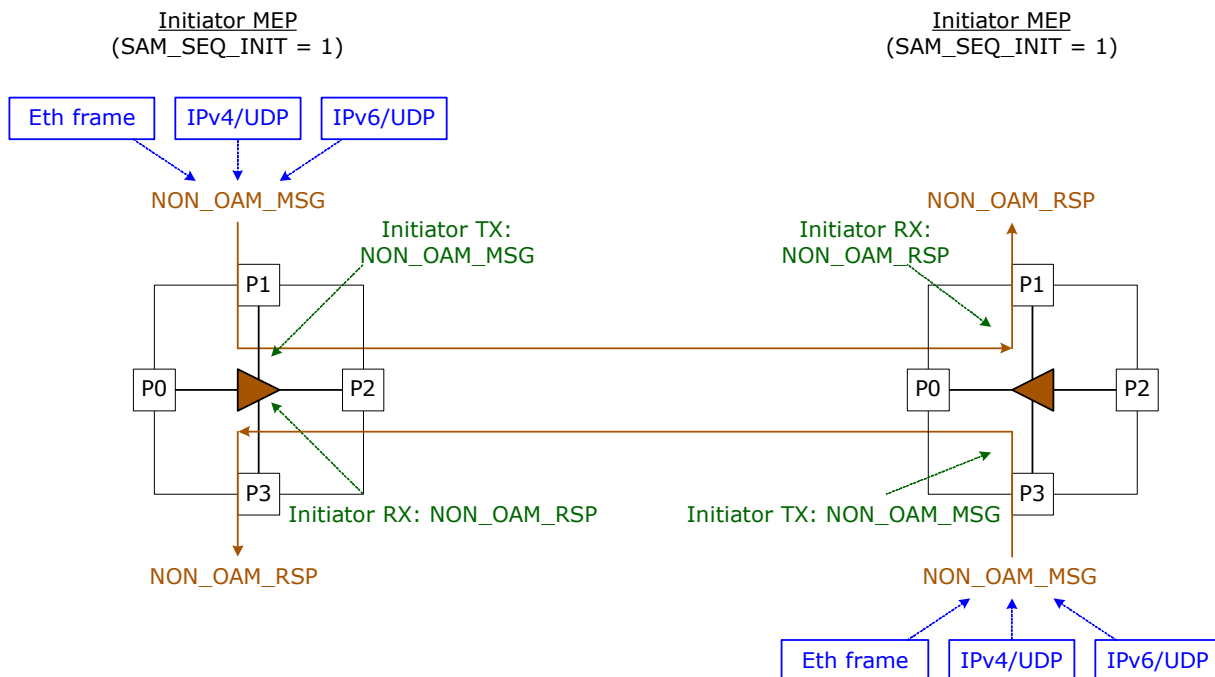 Initiator MEP
(SAM_SEQ_INIT = 1)
Initiator MEP
(SAM_SEQ_INIT = 1)
Eth frame
IPv4/UDP
IPv6/UDP
NON_OAM_MSG
NON_OAM_RSP
Initiator TX:
NON_OAM_MSG
Initiator RX:
NON_OAM_RSP
P1
P1
P0
P2
P0
P2
P3
P3
Initiator RX: NON_OAM_RSP
Initiator TX: NON_OAM_MSG
NON_OAM_RSP
NON_OAM_MSG
Eth frame
IPv4/UDP
IPv6/UDP